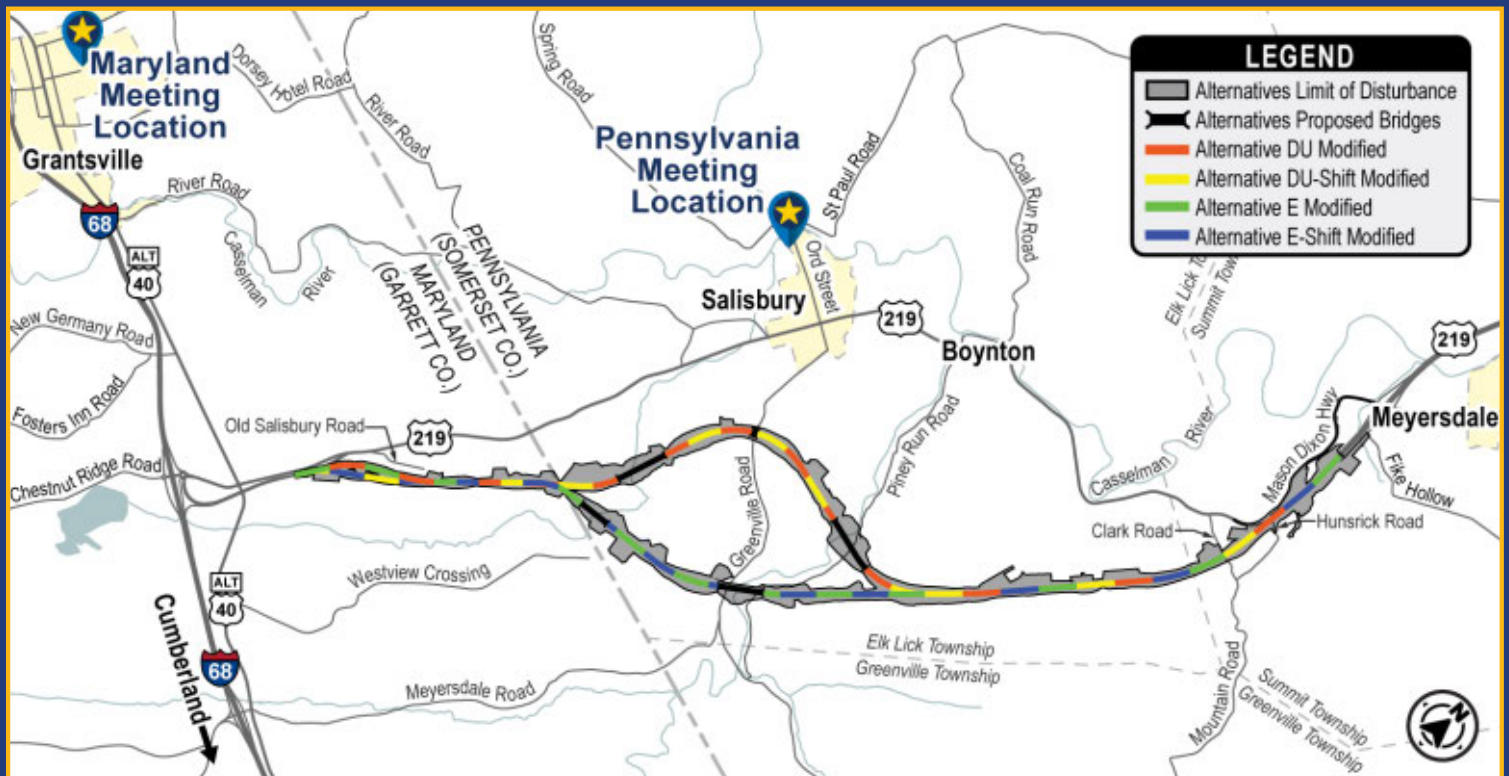 Maryland
Meeting
Location
Grantsville
River Road
68
ALT
40
Casselman
River
New Germany Road
Fosters Inn Road
Chestnut Ridge Road
Old Salisbury Road
219
Dorsey Hotel Road
River Road
Spring Road
PENNSYLVANIA
(SOMERSET CO.)
MARYLAND
(GARRETT CO.)
Pennsylvania
Meeting
Location
St Paul Road
Ord Street
Salisbury
219
Boynton
Coal Run Road
LEGEND
Alternatives Limit of Disturbance
Alternatives Proposed Bridges
Alternative DU Modified
Alternative DU-Shift Modified
Alternative E Modified
Alternative E-Shift Modified
Elk Lick
Summit
219
Meyersdale
Mason Dixon Hwy
Fike Hollow
Casselman
River
Piney Run Road
Greenville Road
Clark Road
Hunsrick Road
Westview Crossing
ALT
40
Cumberland
68
Meyersdale Road
Elk Lick Township
Greenville Township
Mountain Road
Summit Township
Greenville Township
N